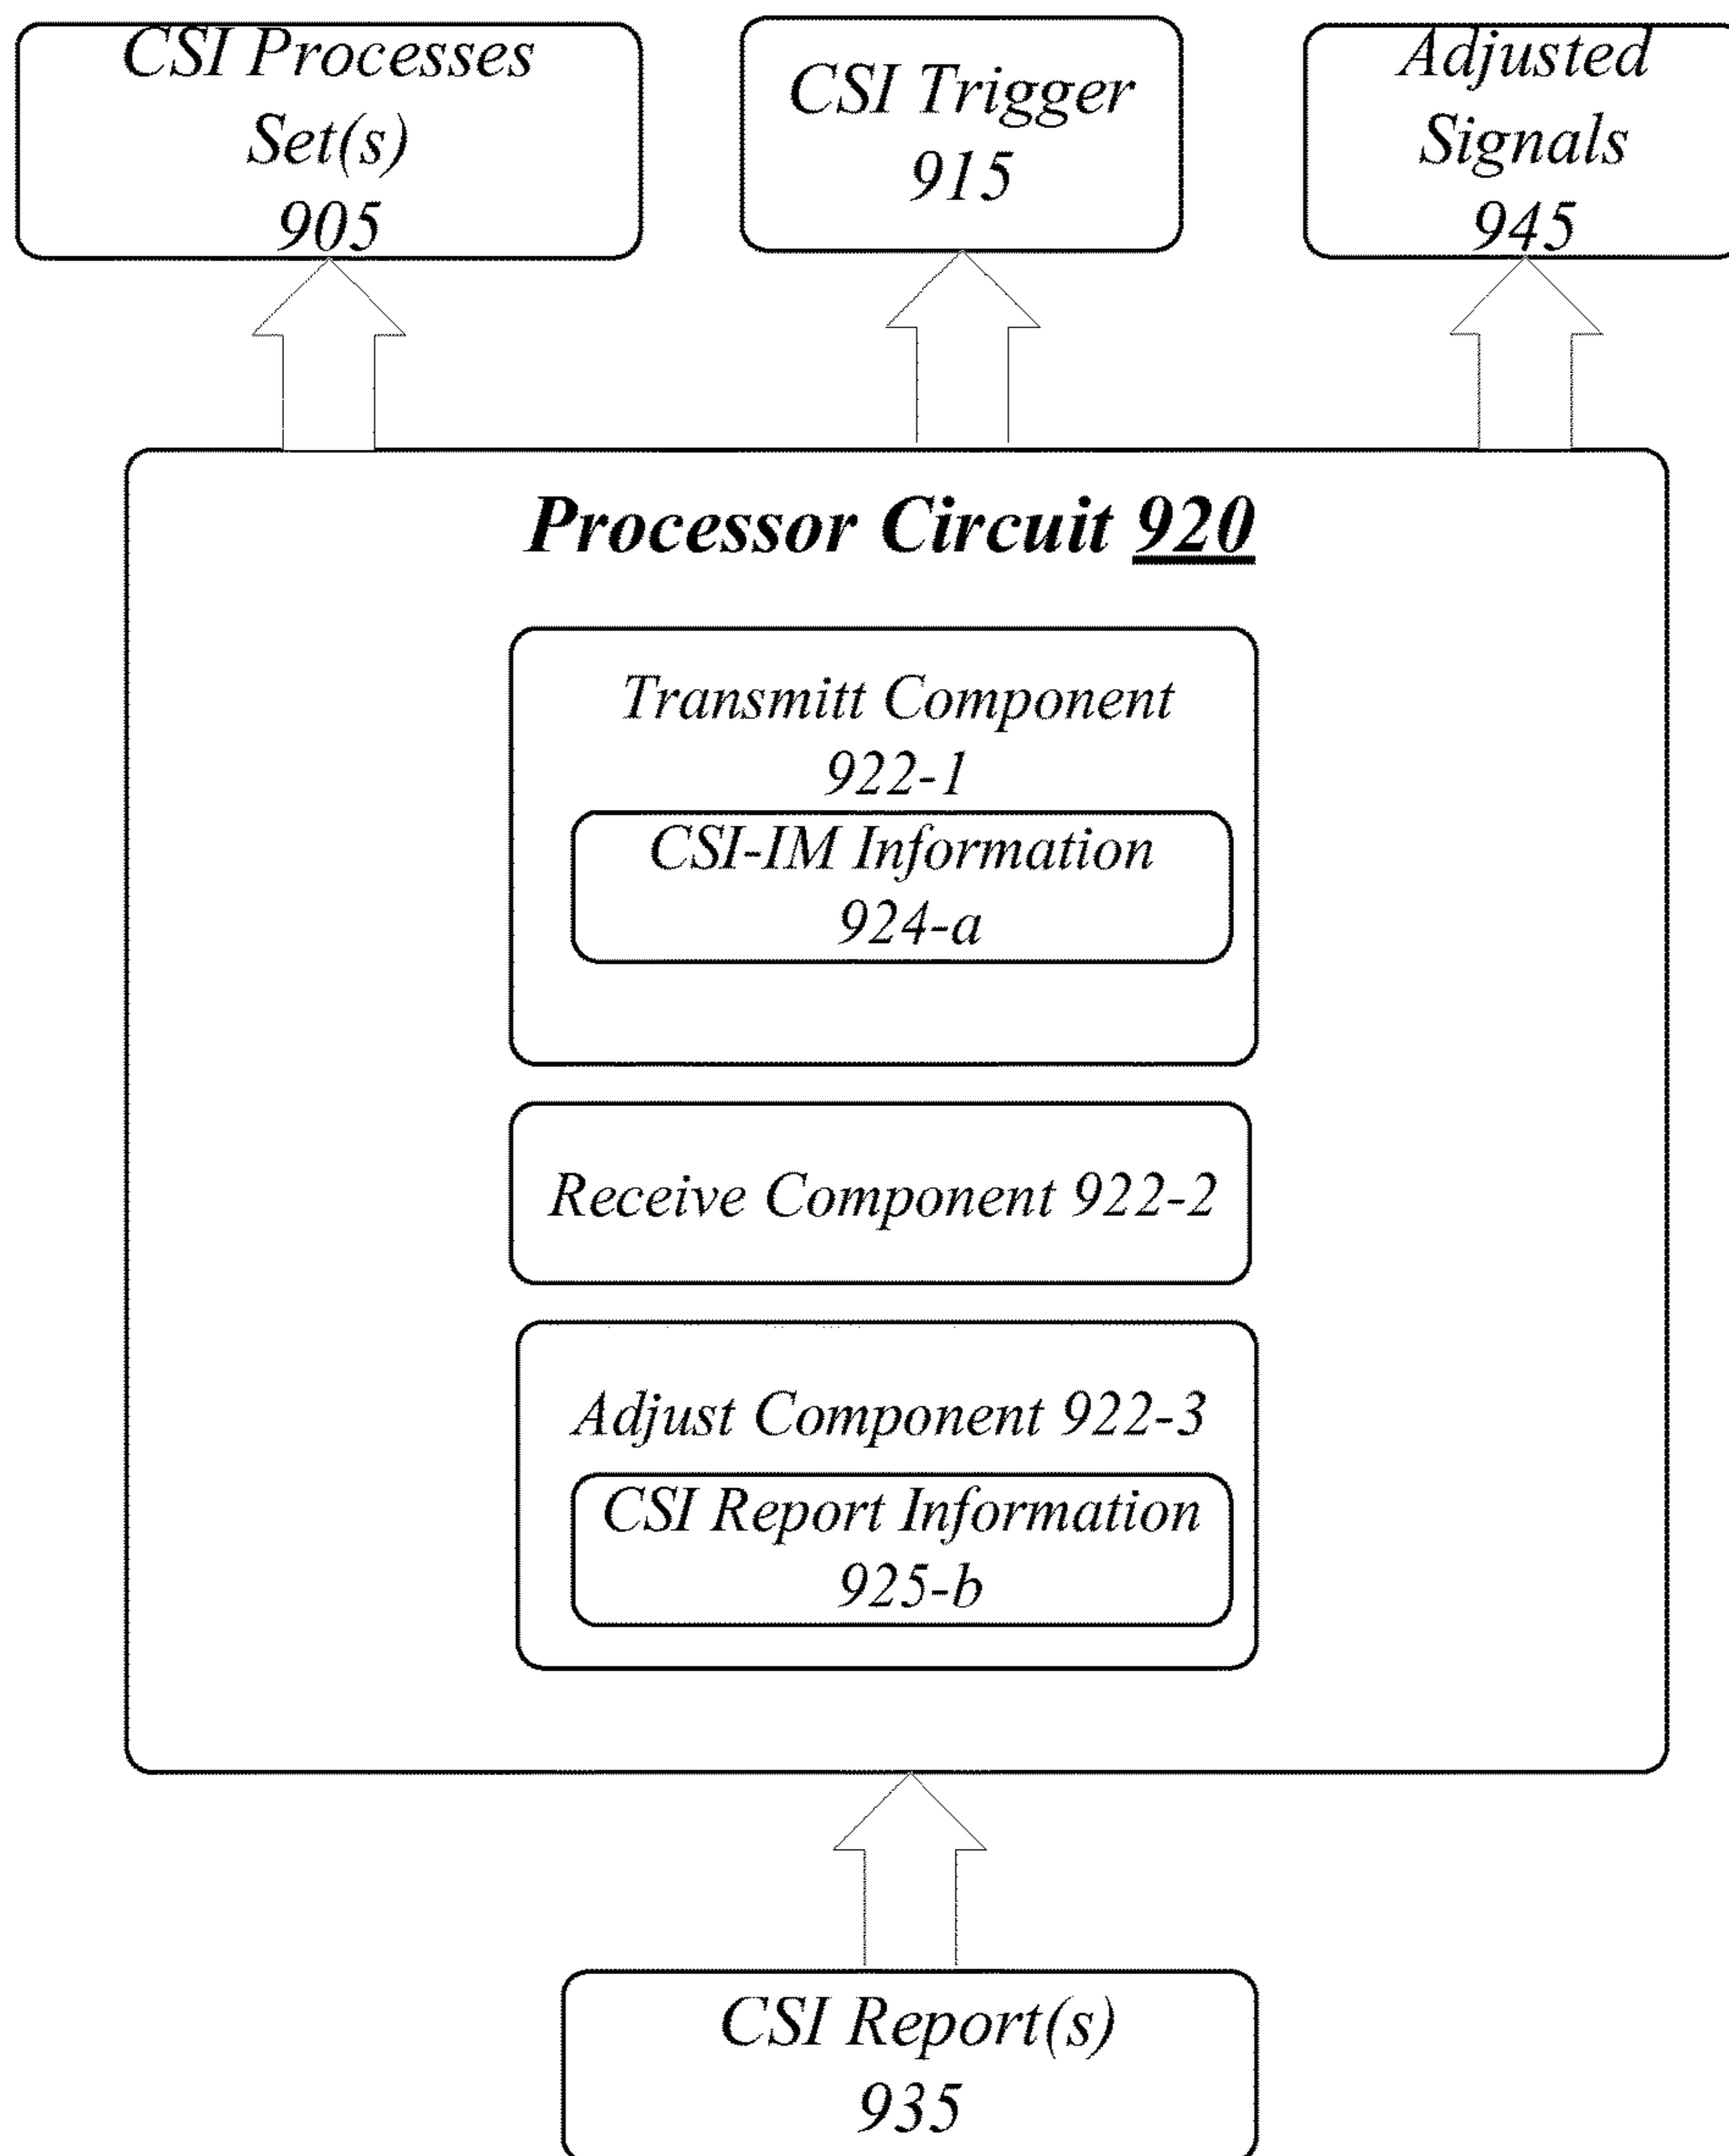 CSI Processes
Set(s)
905
CSI Trigger
915
Adjusted
Signals
945
Processor Circuit 920
Transmitt Component
922-1
CSI-IM Information
924-a
Receive Component 922-2
Adjust Component 922-3
CSI Report Information
925-b
CSI Report(s)
935